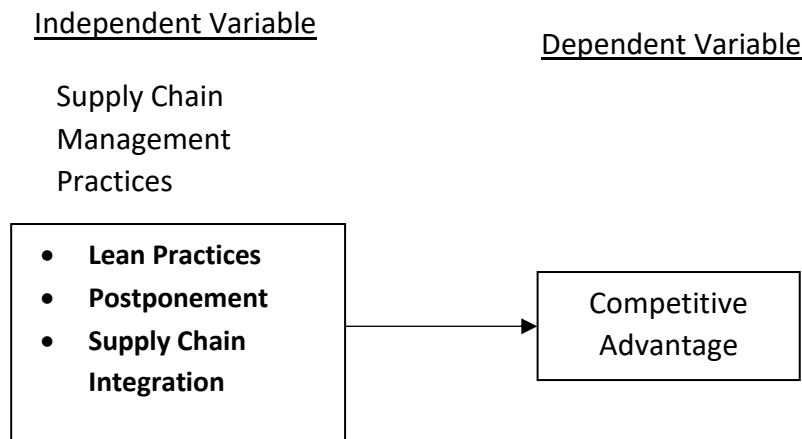 Independent Variable
Dependent Variable
Supply Chain
Management
Practices
• Lean Practices
• Postponement
• Supply Chain
Integration
Competitive
Advantage